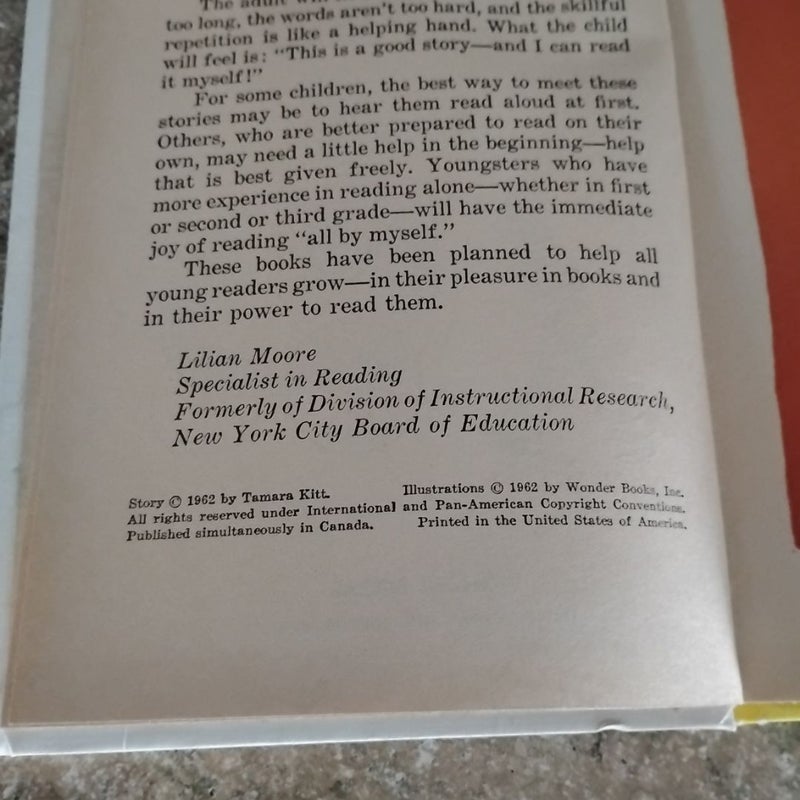 The adult will
too long, the words aren't too hard, and the skillful
repetition is like a helping hand. What the child
will feel is: "This is a good story—and I can read
it myself!"
For some children, the best way to meet these
stories may be to hear them read aloud at first.
Others, who are better prepared to read on their
own, may need a little help in the beginning—help
that is best given freely. Youngsters who have
more experience in reading alone—whether in first
or second or third grade—will have the immediate
joy of reading "all by myself."
These books have been planned to help all
young readers grow—in their pleasure in books and
in their power to read them.
Lilian Moore
Specialist in Reading
Formerly of Division of Instructional Research,
New York City Board of Education
Story © 1962 by Tamara Kitt. Illustrations © 1962 by Wonder Books, Inc.
All rights reserved under International and Pan-American Copyright Conventions.
Published simultaneously in Canada. Printed in the United States of America.